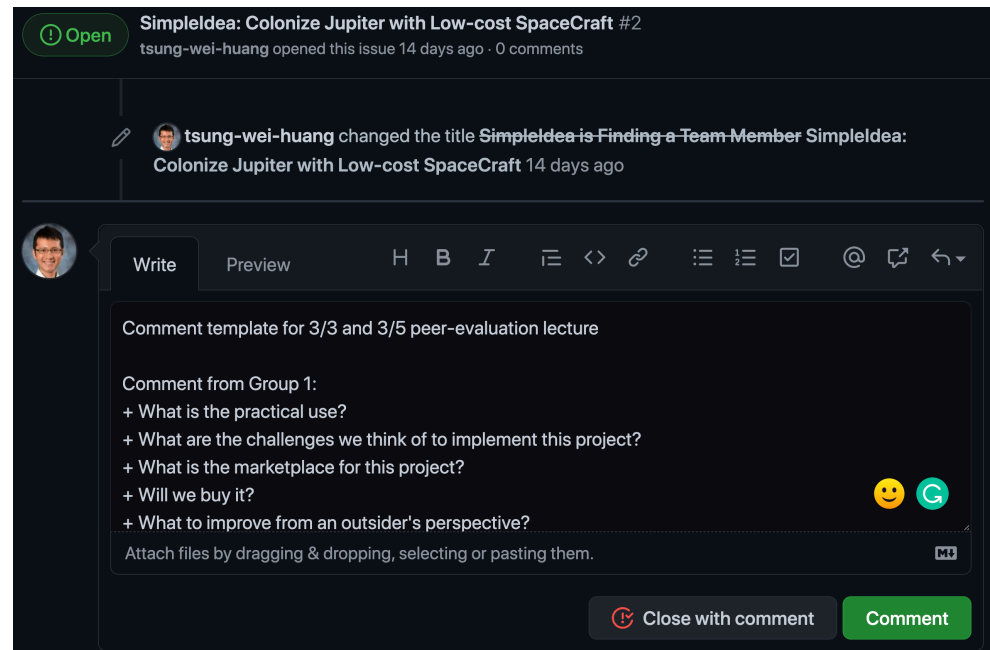 Open
SimpleIdea: Colonize Jupiter with Low-cost SpaceCraft #2
tsung-wei-huang opened this issue 14 days ago · 0 comments
tsung-wei-huang changed the title SimpleIdea is Finding a Team Member SimpleIdea:
Colonize Jupiter with Low-cost SpaceCraft 14 days ago
Write
Preview
Comment template for 3/3 and 3/5 peer-evaluation lecture
Comment from Group 1:
+ What is the practical use?
+ What are the challenges we think of to implement this project?
+ What is the marketplace for this project?
+ Will we buy it?
+ What to improve from an outsider's perspective?
Attach files by dragging & dropping, selecting or pasting them.
Close with comment
Comment